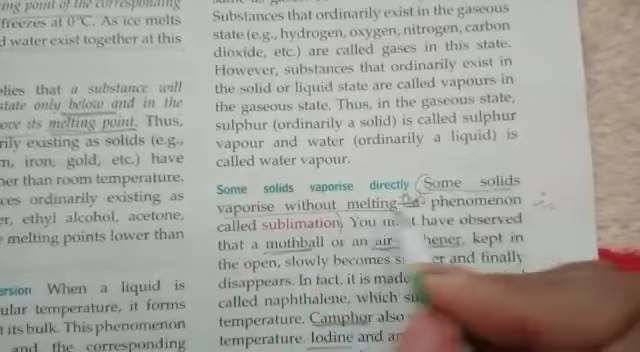 ing point of the corresponding
freezes at 0°C. As ice melts
d water exist together at this
lies that a substance will
state only below and in the
ove its melting point. Thus,
rily existing as solids (e.g.,
m, iron, gold, etc.) have
her than room temperature.
ces ordinarily existing as
er, ethyl alcohol, acetone,
melting points lower than
ersion When a liquid is
ular temperature, it forms
t its bulk. This phenomenon
and the corresponding
Substances that ordinarily exist in the gaseous
state (e.g., hydrogen, oxygen, nitrogen, carbon
dioxide, etc.) are called gases in this state.
However, substances that ordinarily exist in
the solid or liquid state are called vapours in
the gaseous state. Thus, in the gaseous state,
sulphur (ordinarily a solid) is called sulphur
vapour and water (ordinarily a liquid) is
called water vapour.
Some solids vaporise directly Some solids
vaporise without melting phenomenon
called sublimation. You have observed
that a mothball or an air hener, kept in
the open, slowly becomes er and finally
disappears. In fact, it is made
called naphthalene, which su
temperature. Camphor also
temperature. Iodine and